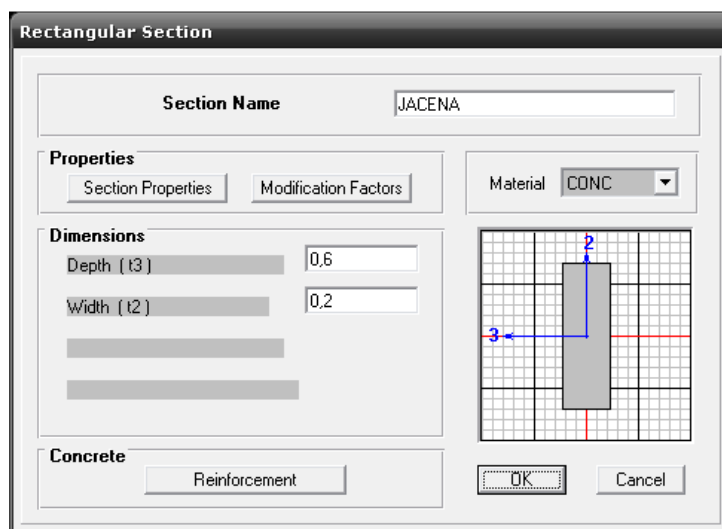 Rectangular Section
Section Name JACENA
Properties
Section Properties Modification Factors
Material CONC
Dimensions
Depth ( t3 ) 0,6
Width ( t2 ) 0,2
2
3
Concrete
Reinforcement
OK Cancel